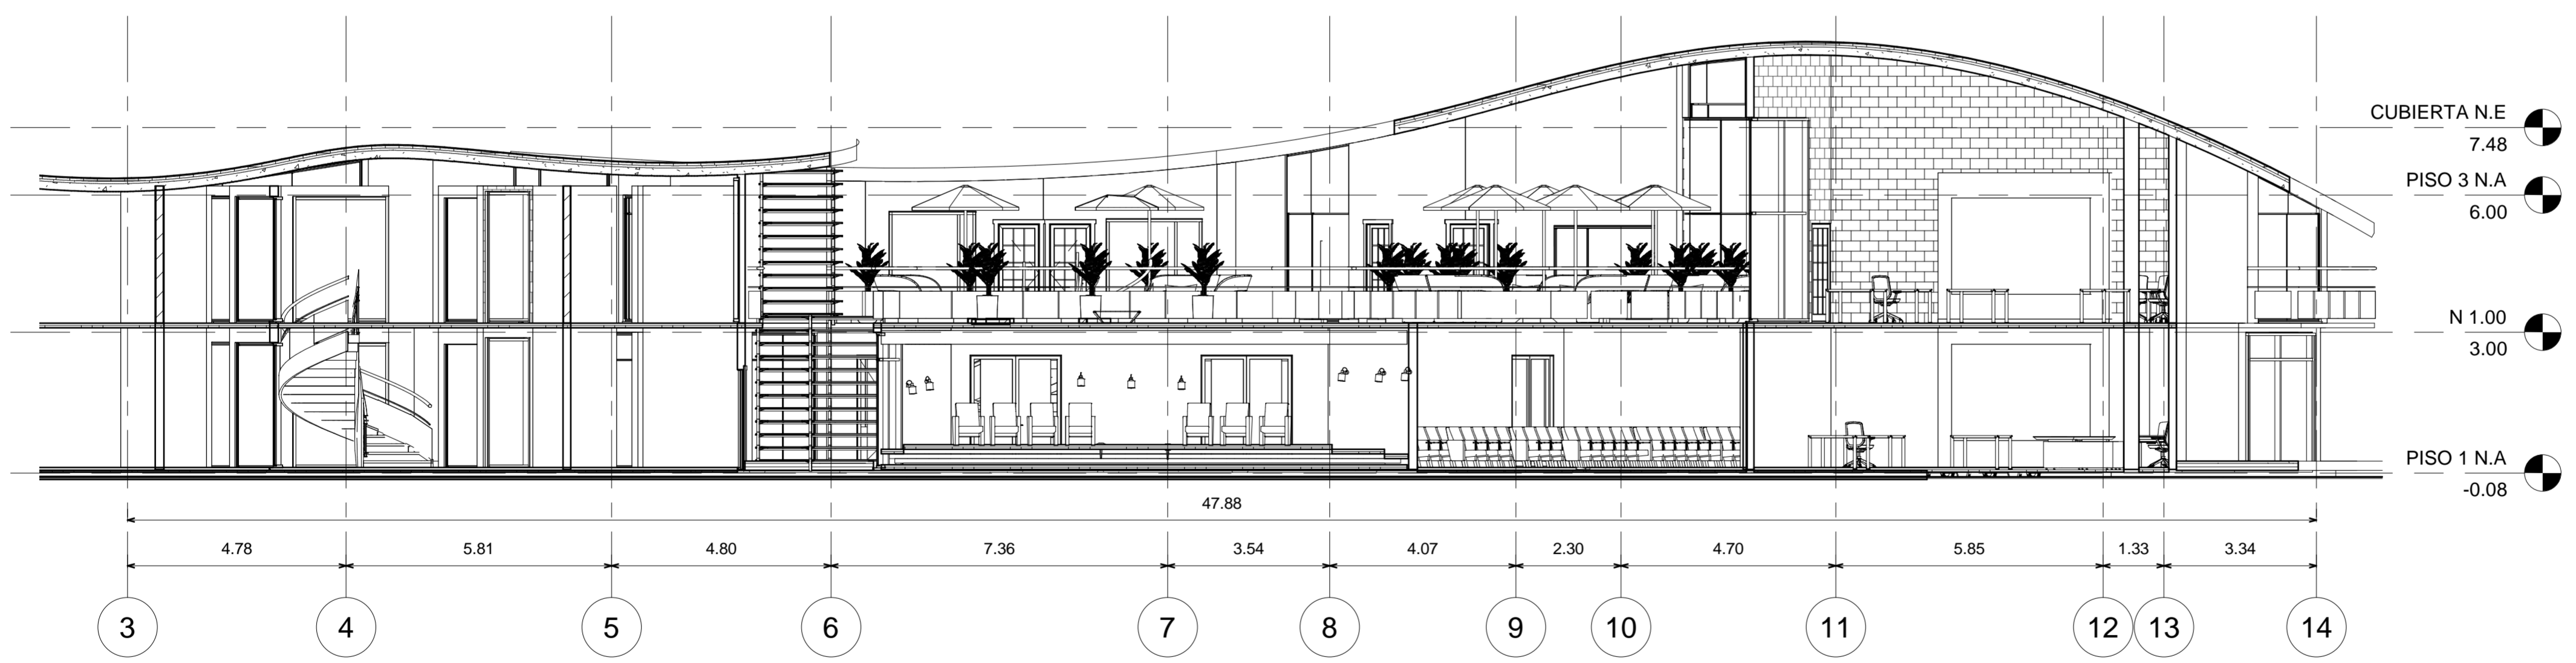 CUBIERTA N.E
7.48
PISO 3 N.A
6.00
N 1.00
3.00
PISO 1 N.A
-0.08
47.88
4.78 5.81 4.80 7.36 3.54 4.07 2.30 4.70 5.85 1.33 3.34
3 4 5 6 7 8 9 10 11 12 13 14